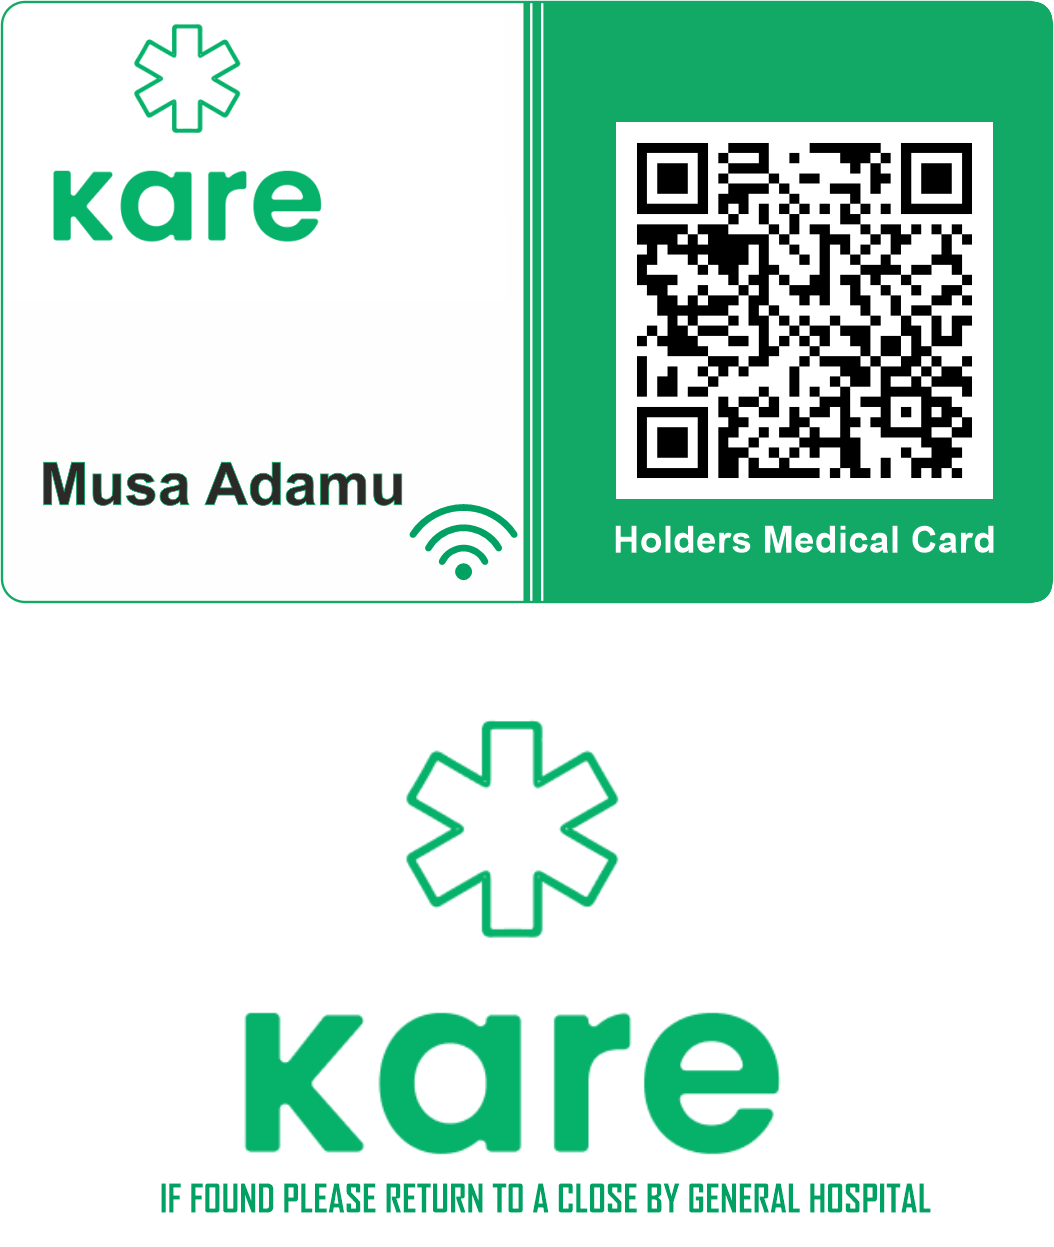 kare
Musa Adamu
Holders Medical Card
kare
IF FOUND PLEASE RETURN TO A CLOSE BY GENERAL HOSPITAL